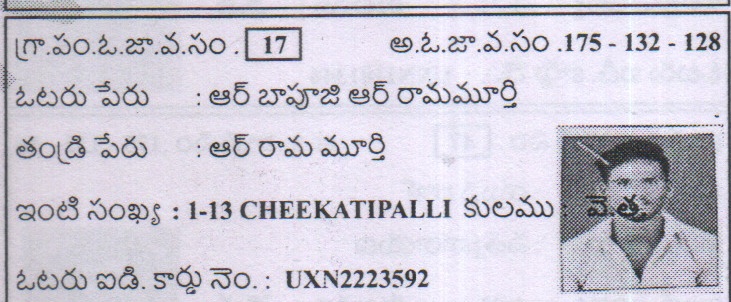 గ్రా.పం.ఓ.జా.వ.సం . 17 అ.ఓ.జా.వ.సం .175 - 132 - 128
ఓటరు పేరు : ఆర్ బాపూజి ఆర్ రామమూర్తి
తండ్రి పేరు : ఆర్ రామ మూర్తి
ఇంటి సంఖ్య : 1-13 CHEEKATIPALLI కులము :
ఓటరు ఐడి. కార్డు నెం. : UXN2223592